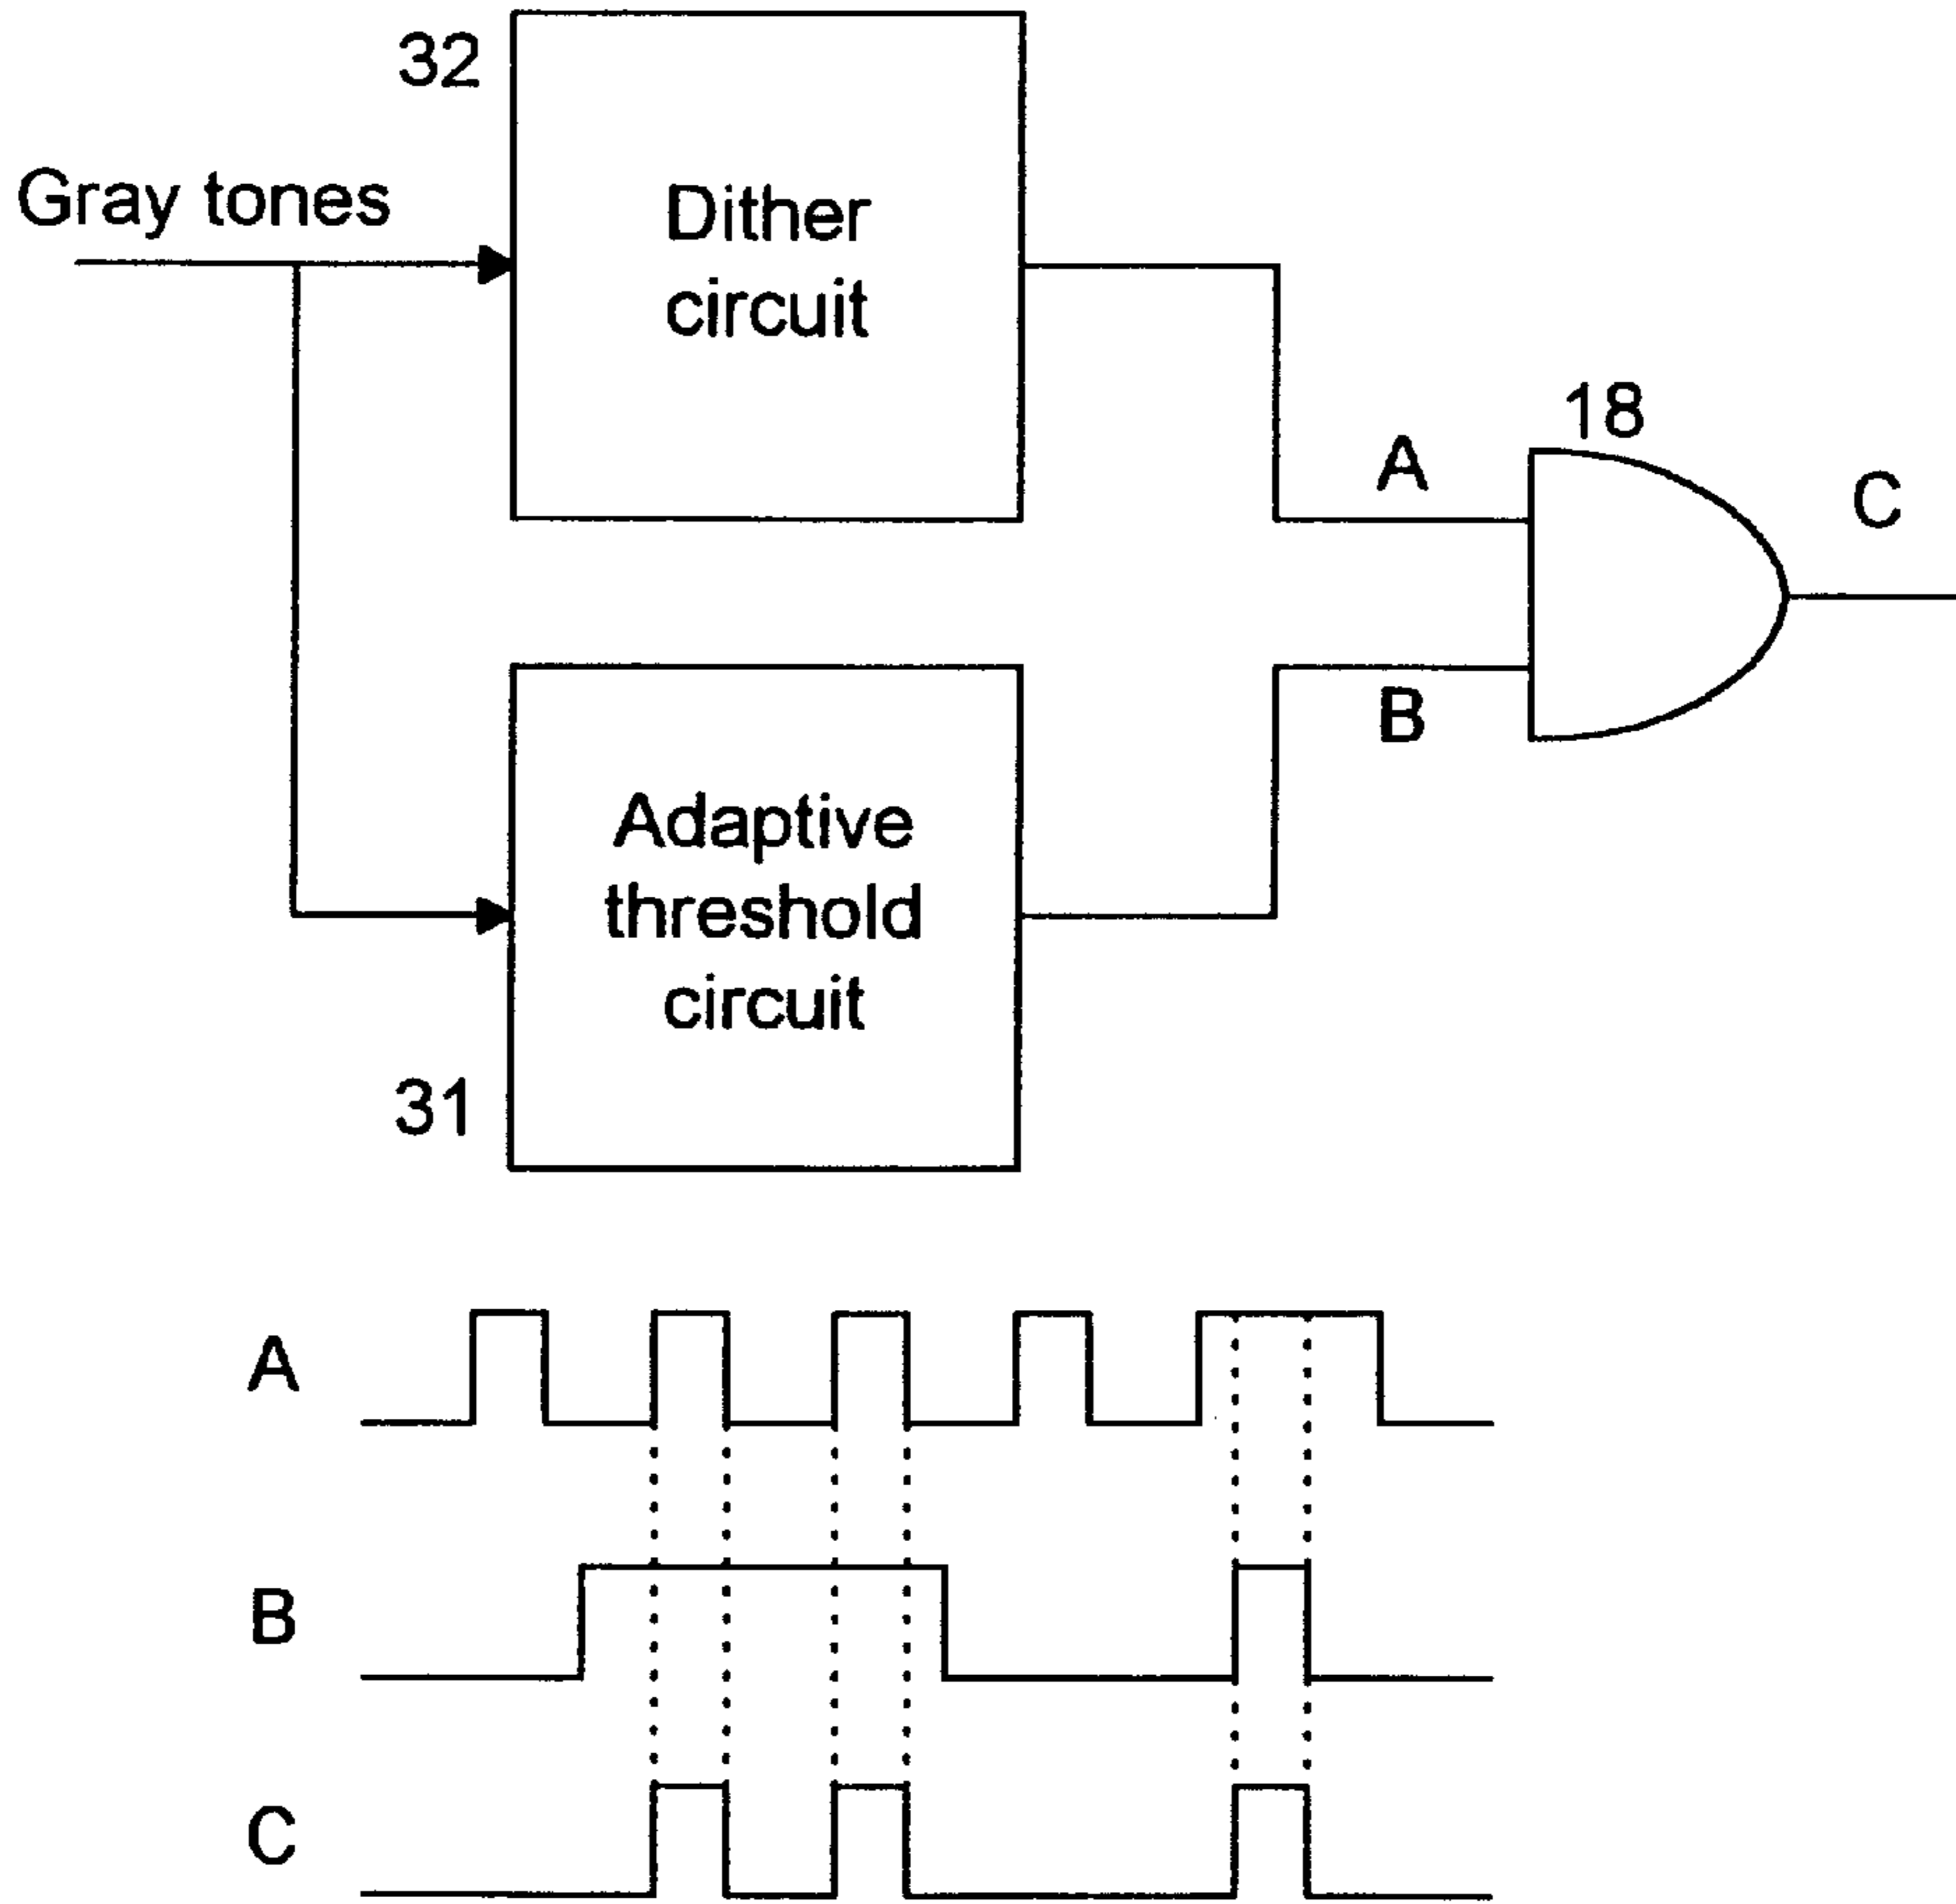 32
Gray tones
Dither
circuit
18
A
C
B
Adaptive
threshold
circuit
31
A
B
C